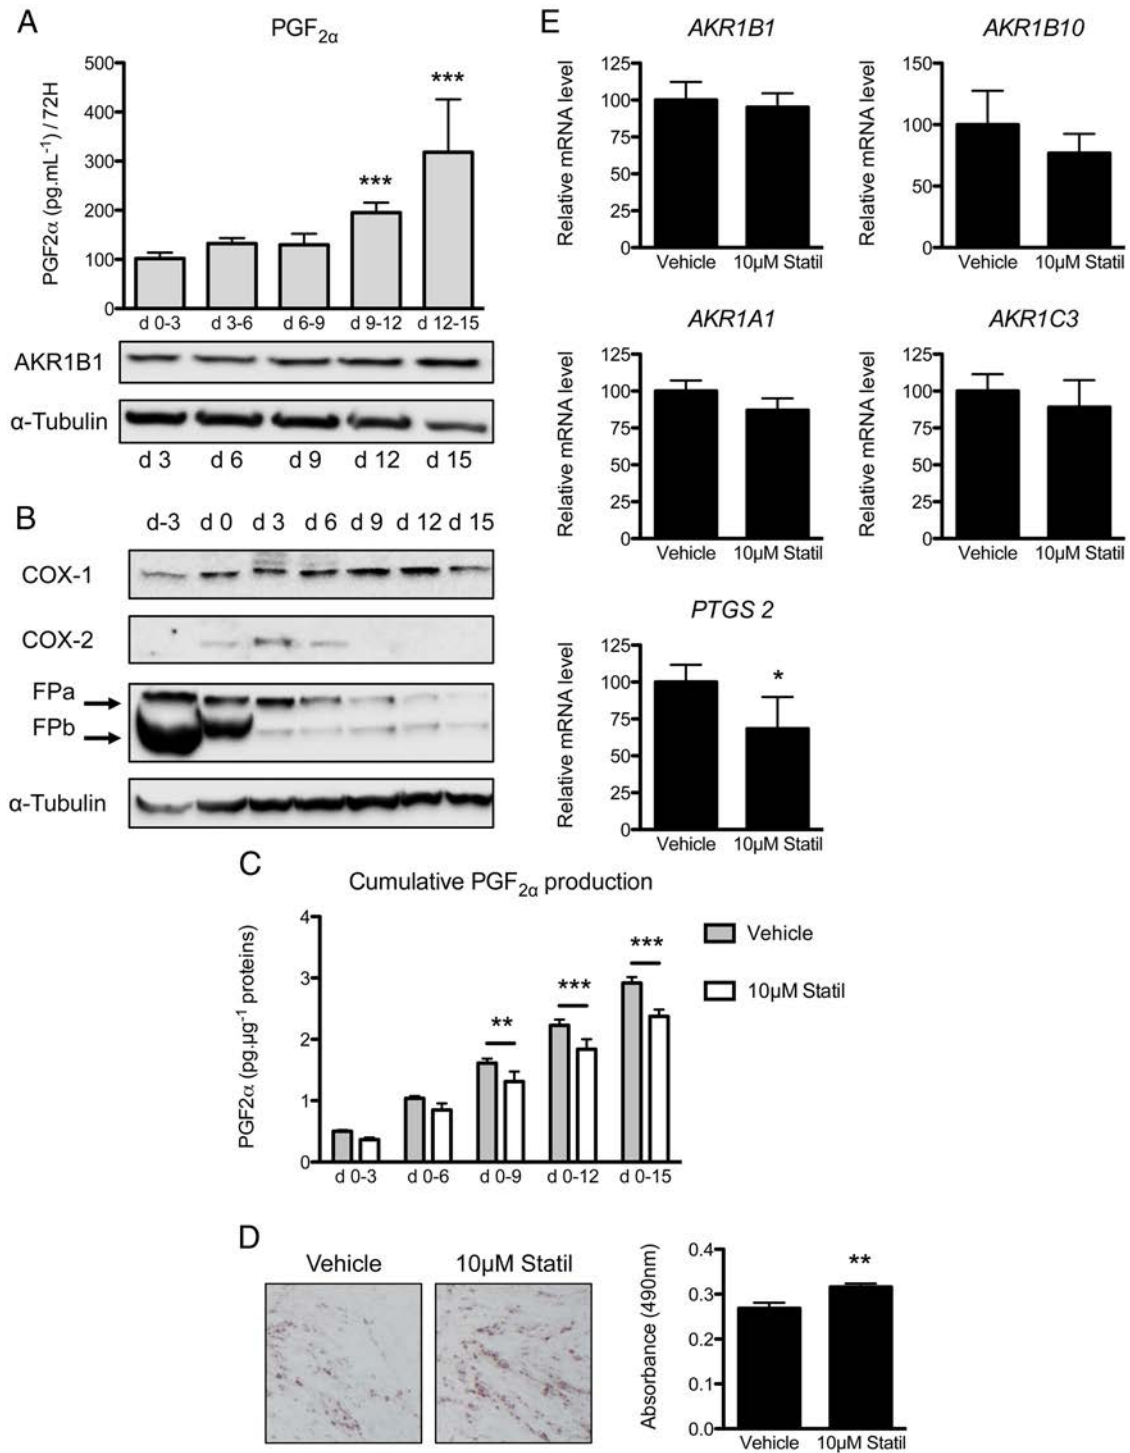 A
PGF2α
PGF2α (pg.mL-1) / 72H
500
400
300
200
100
0
***
***
d 0-3 d 3-6 d 6-9 d 9-12 d 12-15
AKR1B1
α-Tubulin
d 3 d 6 d 9 d 12 d 15
B
d-3 d 0 d 3 d 6 d 9 d 12 d 15
COX-1
COX-2
FPa
FPb
α-Tubulin
C
Cumulative PGF2α production
PGF2α (pg.µg-1 proteins)
4
3
2
1
0
**
***
***
d 0-3 d 0-6 d 0-9 d 0-12 d 0-15
Vehicle
10µM Statil
D
Vehicle 10µM Statil
Absorbance (490nm)
0.4
0.3
0.2
0.1
0.0
**
Vehicle 10µM Statil
E
AKR1B1
Relative mRNA level
125
100
75
50
25
0
Vehicle 10µM Statil
AKR1B10
Relative mRNA level
150
100
50
0
Vehicle 10µM Statil
AKR1A1
Relative mRNA level
125
100
75
50
25
0
Vehicle 10µM Statil
AKR1C3
Relative mRNA level
125
100
75
50
25
0
Vehicle 10µM Statil
PTGS 2
Relative mRNA level
125
100
75
50
25
0
*
Vehicle 10µM Statil